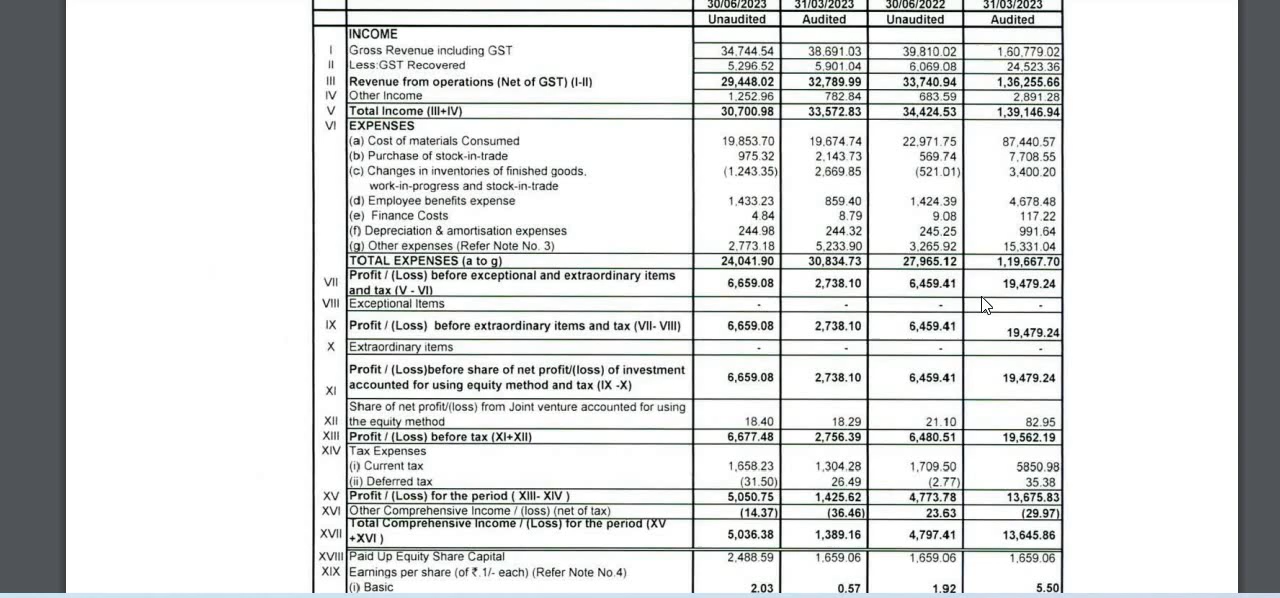 30/06/2023 31/03/2023 30/06/2022 31/03/2023
Unaudited Audited Unaudited Audited
INCOME
I Gross Revenue including GST 34,744.54 38,691.03 39,810.02 1,60,779.02
II Less:GST Recovered 5,296.52 5,901.04 6,069.08 24,523.36
III Revenue from operations (Net of GST) (I-II) 29,448.02 32,789.99 33,740.94 1,36,255.66
IV Other Income 1,252.96 782.84 683.59 2,891.28
V Total Income (III+IV) 30,700.98 33,572.83 34,424.53 1,39,146.94
VI EXPENSES
(a) Cost of materials Consumed 19,853.70 19,674.74 22,971.75 87,440.57
(b) Purchase of stock-in-trade 975.32 2,143.73 569.74 7,708.55
(c) Changes in inventories of finished goods, (1,243.35) 2,669.85 (521.01) 3,400.20
work-in-progress and stock-in-trade
(d) Employee benefits expense 1,433.23 859.40 1,424.39 4,678.48
(e) Finance Costs 4.84 8.79 9.08 117.22
(f) Depreciation & amortisation expenses 244.98 244.32 245.25 991.64
(g) Other expenses (Refer Note No. 3) 2,773.18 5,233.90 3,265.92 15,331.04
TOTAL EXPENSES (a to g) 24,041.90 30,834.73 27,965.12 1,19,667.70
Profit / (Loss) before exceptional and extraordinary items
VII and tax (V - VI) 6,659.08 2,738.10 6,459.41 19,479.24
VIII Exceptional Items - - - -
IX Profit / (Loss) before extraordinary items and tax (VII- VIII) 6,659.08 2,738.10 6,459.41 19,479.24
X Extraordinary items - - - -
Profit / (Loss)before share of net profit/(loss) of investment
XI accounted for using equity method and tax (IX -X) 6,659.08 2,738.10 6,459.41 19,479.24
Share of net profit/(loss) from Joint venture accounted for using
XII the equity method 18.40 18.29 21.10 82.95
XIII Profit / (Loss) before tax (XI+XII) 6,677.48 2,756.39 6,480.51 19,562.19
XIV Tax Expenses
(i) Current tax 1,658.23 1,304.28 1,709.50 5850.98
(ii) Deferred tax (31.50) 26.49 (2.77) 35.38
XV Profit / (Loss) for the period ( XIII- XIV ) 5,050.75 1,425.62 4,773.78 13,675.83
XVI Other Comprehensive Income / (loss) (net of tax) (14.37) (36.46) 23.63 (29.97)
Total Comprehensive Income / (Loss) for the period (XV
XVII +XVI ) 5,036.38 1,389.16 4,797.41 13,645.86
XVIII Paid Up Equity Share Capital 2,488.59 1,659.06 1,659.06 1,659.06
XIX Earnings per share (of ₹.1/- each) (Refer Note No.4)
(i) Basic 2.03 0.57 1.92 5.50